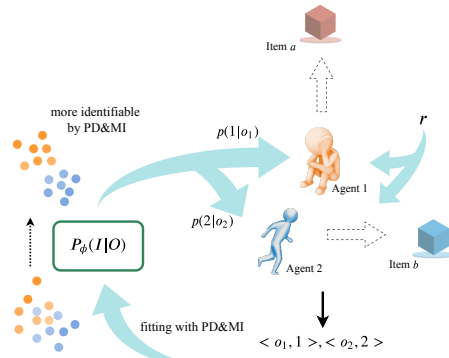 Item a
more identifiable
by PD&MI
p(1|o₁)
r
Agent 1
p(2|o₂)
P_ϕ(I|O)
Agent 2
Item b
fitting with PD&MI
< o₁, 1 >, < o₂, 2 >